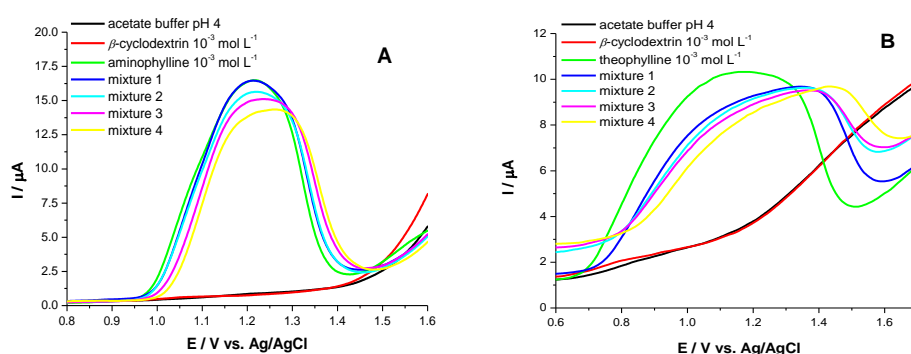 acetate buffer pH 4
β-cyclodextrin 10⁻³ mol L⁻¹
aminophylline 10⁻³ mol L⁻¹
mixture 1
mixture 2
mixture 3
mixture 4
A
20.0
17.5
15.0
12.5
10.0
7.5
5.0
2.5
0.0
I / µA
0.8 0.9 1.0 1.1 1.2 1.3 1.4 1.5 1.6
E / V vs. Ag/AgCl
acetate buffer pH 4
β-cyclodextrin 10⁻³ mol L⁻¹
theophylline 10⁻³ mol L⁻¹
mixture 1
mixture 2
mixture 3
mixture 4
B
12
10
8
6
4
2
0
I / µA
0.6 0.8 1.0 1.2 1.4 1.6
E / V vs. Ag/AgCl